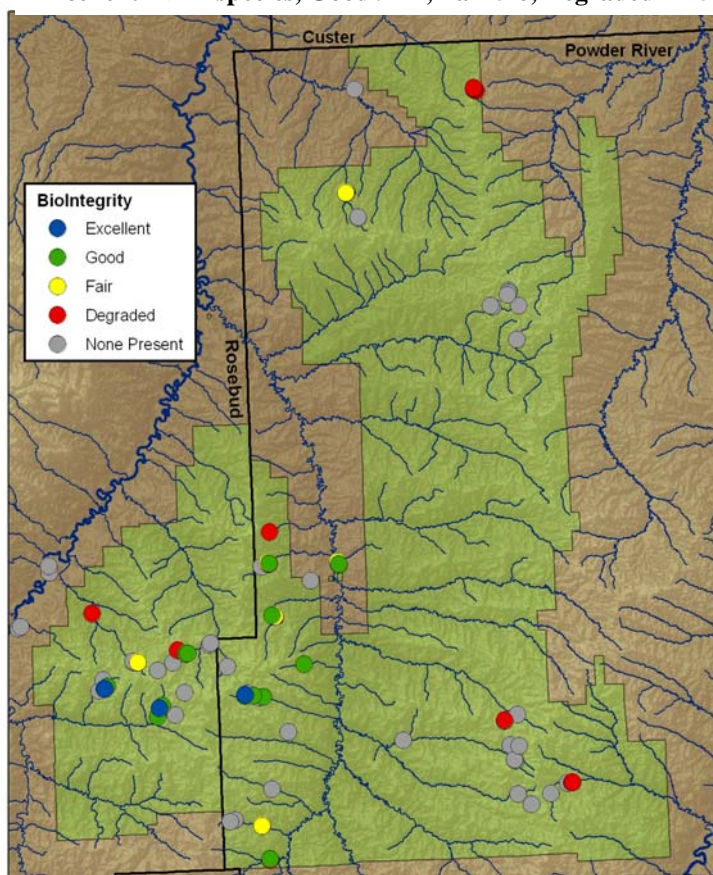 Custer
Powder River
BioIntegrity
Excellent
Good
Fair
Degraded
None Present
Rosebud